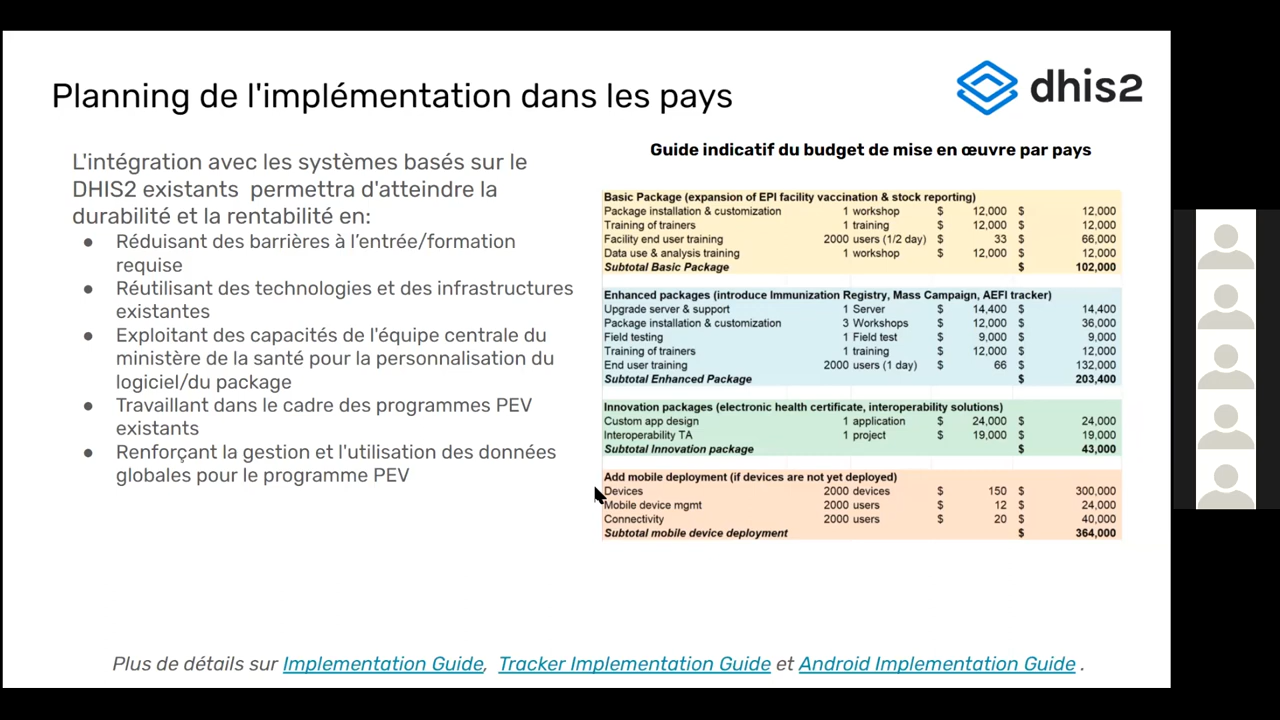 Planning de l'implémentation dans les pays
dhis2
L'intégration avec les systèmes basés sur le
DHIS2 existants permettra d'atteindre la
durabilité et la rentabilité en:
● Réduisant des barrières à l'entrée/formation
requise
● Réutilisant des technologies et des infrastructures
existantes
● Exploitant des capacités de l'équipe centrale du
ministère de la santé pour la personnalisation du
logiciel/du package
● Travaillant dans le cadre des programmes PEV
existants
● Renforçant la gestion et l'utilisation des données
globales pour le programme PEV
Guide indicatif du budget de mise en œuvre par pays
Basic Package (expansion of EPI facility vaccination & stock reporting)
Package installation & customization 1 workshop $ 12,000 $ 12,000
Training of trainers 1 training $ 12,000 $ 12,000
Facility end user training 2000 users (1/2 day) $ 33 $ 66,000
Data use & analysis training 1 workshop $ 12,000 $ 12,000
Subtotal Basic Package $ 102,000
Enhanced packages (introduce Immunization Registry, Mass Campaign, AEFI tracker)
Upgrade server & support 1 Server $ 14,400 $ 14,400
Package installation & customization 3 Workshops $ 12,000 $ 36,000
Field testing 1 Field test $ 9,000 $ 9,000
Training of trainers 1 training $ 12,000 $ 12,000
End user training 2000 users (1 day) $ 66 $ 132,000
Subtotal Enhanced Package $ 203,400
Innovation packages (electronic health certificate, interoperability solutions)
Custom app design 1 application $ 24,000 $ 24,000
Interoperability TA 1 project $ 19,000 $ 19,000
Subtotal Innovation package $ 43,000
Add mobile deployment (if devices are not yet deployed)
Devices 2000 devices $ 150 $ 300,000
Mobile device mgmt 2000 users $ 12 $ 24,000
Connectivity 2000 users $ 20 $ 40,000
Subtotal mobile device deployment $ 364,000
Plus de détails sur Implementation Guide, Tracker Implementation Guide et Android Implementation Guide .